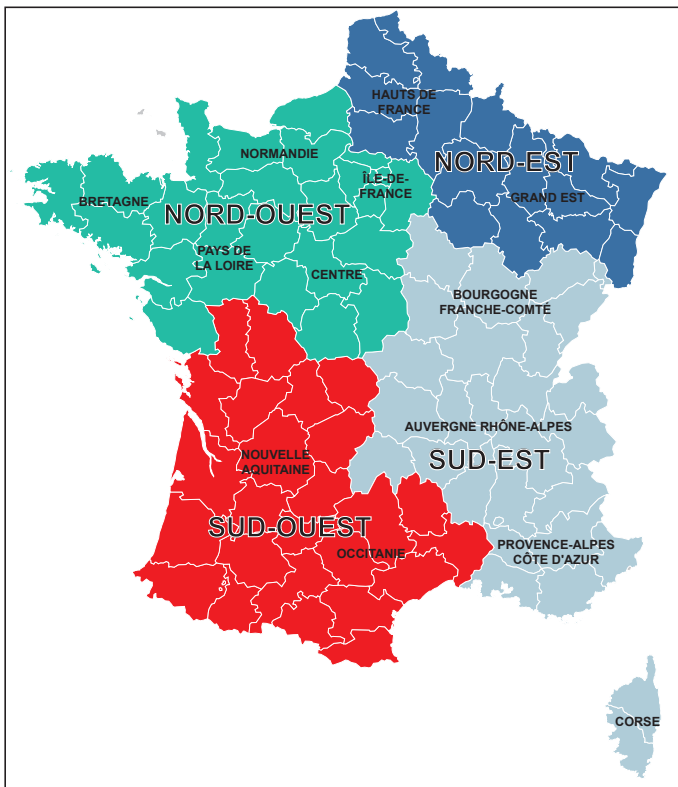 HAUTS DE
FRANCE
NORMANDIE
NORD-EST
ÎLE-DE-
FRANCE
BRETAGNE
GRAND EST
NORD-OUEST
PAYS DE
LA LOIRE
CENTRE
BOURGOGNE
FRANCHE-COMTÉ
AUVERGNE RHÔNE-ALPES
NOUVELLE
AQUITAINE
SUD-EST
SUD-OUEST
OCCITANIE
PROVENCE-ALPES
CÔTE D'AZUR
CORSE